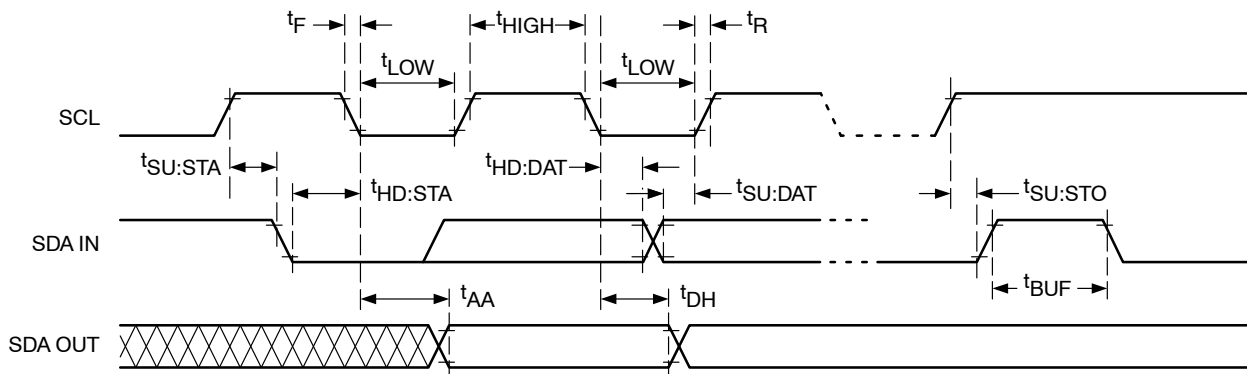 tF
tHIGH
tR
tLOW
tLOW
SCL
tSU:STA
tHD:DAT
tHD:STA
tSU:DAT
tSU:STO
SDA IN
tBUF
tAA
tDH
SDA OUT